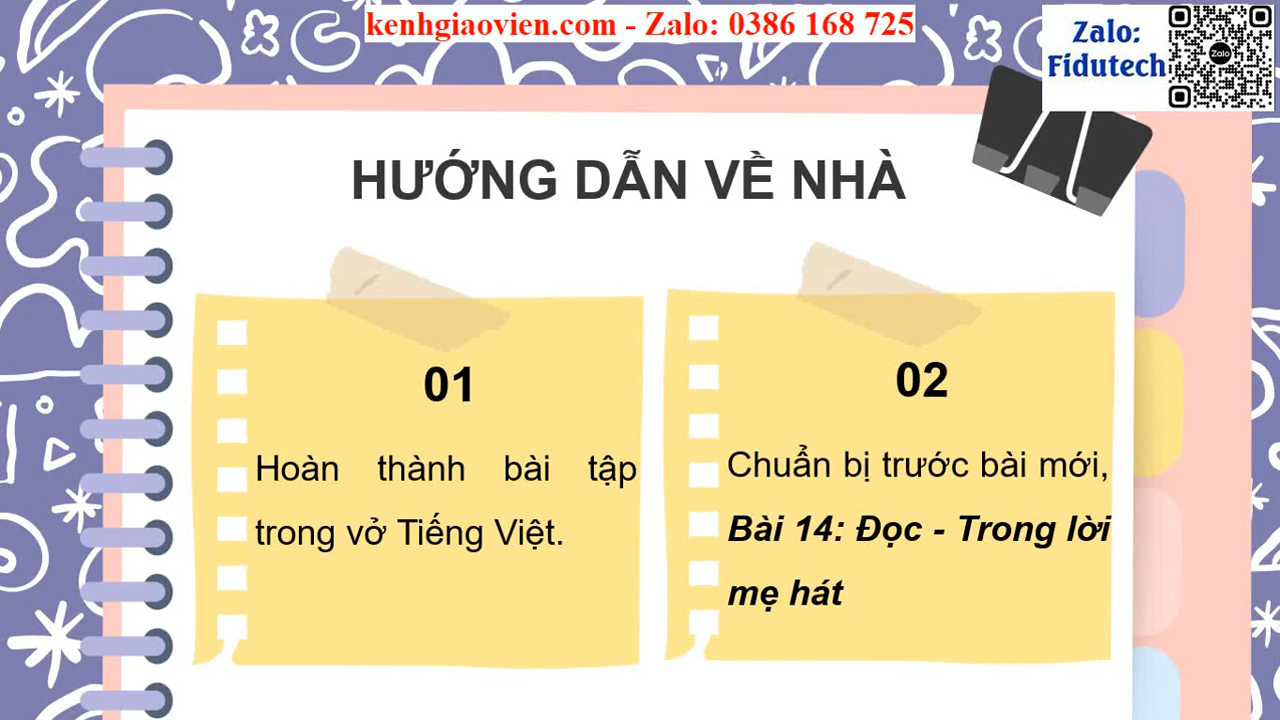 kenhgiaovien.com - Zalo: 0386 168 725
Zalo:
Fidutech
Zalo
HƯỚNG DẪN VỀ NHÀ
01
Hoàn thành bài tập
trong vở Tiếng Việt.
02
Chuẩn bị trước bài mới,
Bài 14: Đọc - Trong lời
mẹ hát